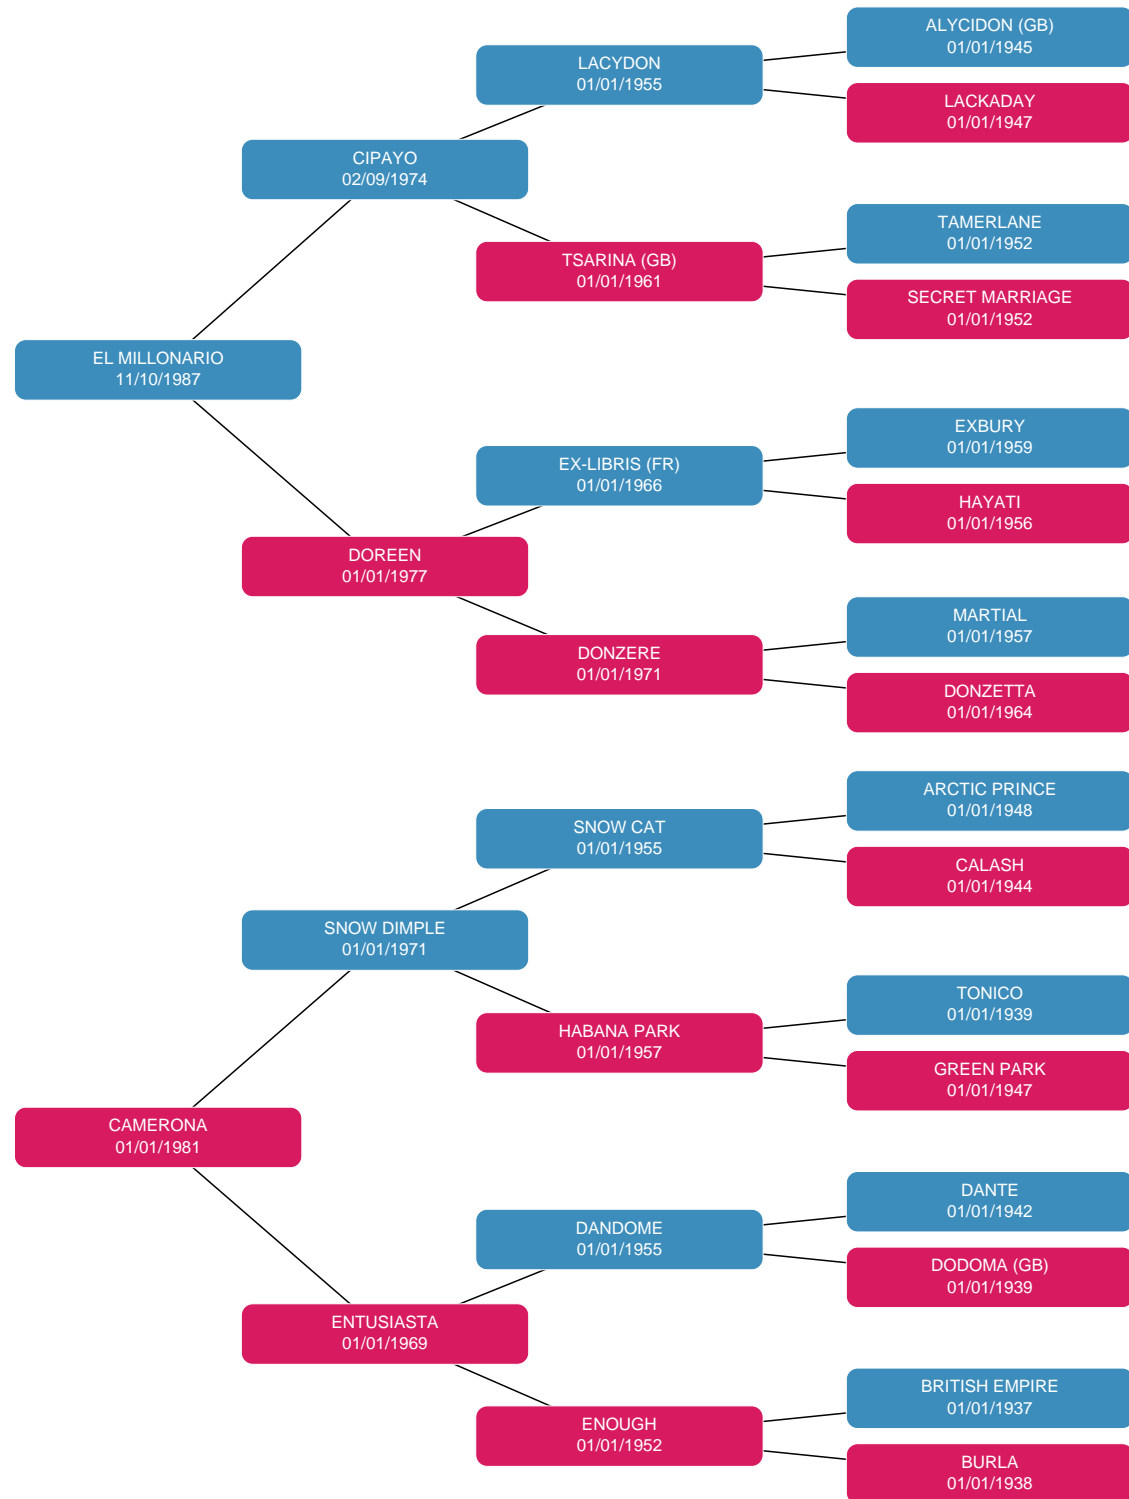 ALYCIDON (GB)
01/01/1945
LACYDON
01/01/1955
LACKADAY
01/01/1947
CIPAYO
02/09/1974
TAMERLANE
01/01/1952
TSARINA (GB)
01/01/1961
SECRET MARRIAGE
01/01/1952
EL MILLONARIO
11/10/1987
EXBURY
01/01/1959
EX-LIBRIS (FR)
01/01/1966
HAYATI
01/01/1956
DOREEN
01/01/1977
MARTIAL
01/01/1957
DONZERE
01/01/1971
DONZETTA
01/01/1964
ARCTIC PRINCE
01/01/1948
SNOW CAT
01/01/1955
CALASH
01/01/1944
SNOW DIMPLE
01/01/1971
TONICO
01/01/1939
HABANA PARK
01/01/1957
GREEN PARK
01/01/1947
CAMERONA
01/01/1981
DANTE
01/01/1942
DANDOME
01/01/1955
DODOMA (GB)
01/01/1939
ENTUSIASTA
01/01/1969
BRITISH EMPIRE
01/01/1937
ENOUGH
01/01/1952
BURLA
01/01/1938